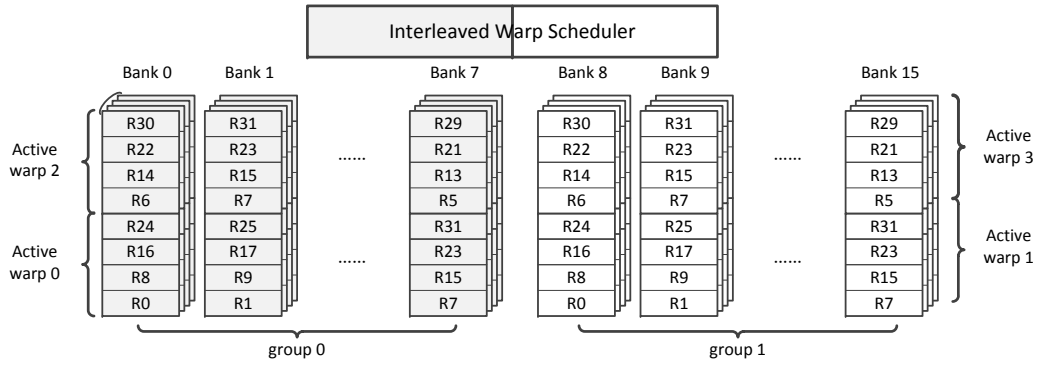 Interleaved Warp Scheduler
Bank 0 Bank 1 Bank 7 Bank 8 Bank 9 Bank 15
R30 R31 R29 R30 R31 R29
R22 R23 R21 R22 R23 R21
R14 R15 R13 R14 R15 R13
R6 R7 R5 R6 R7 R5
R24 R25 R31 R24 R25 R31
R16 R17 R23 R16 R17 R23
R8 R9 R15 R8 R9 R15
R0 R1 R7 R0 R1 R7
...... ......
...... ......
Active
warp 2
Active
warp 0
Active
warp 3
Active
warp 1
group 0 group 1